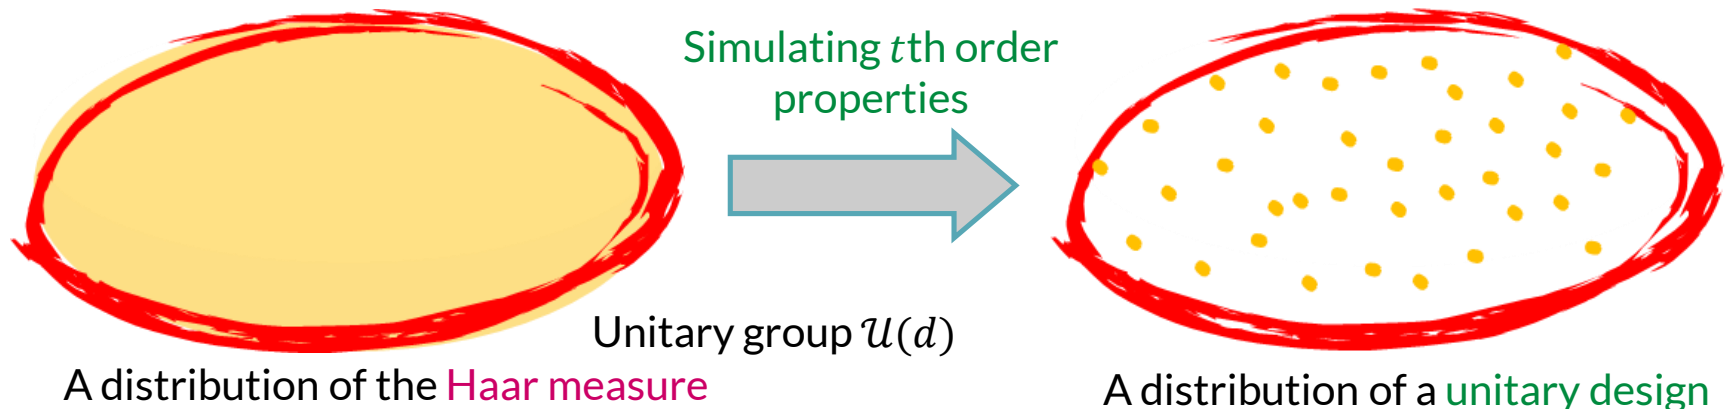 Simulating tth order
properties
Unitary group 𝒰(d)
A distribution of the Haar measure
A distribution of a unitary design